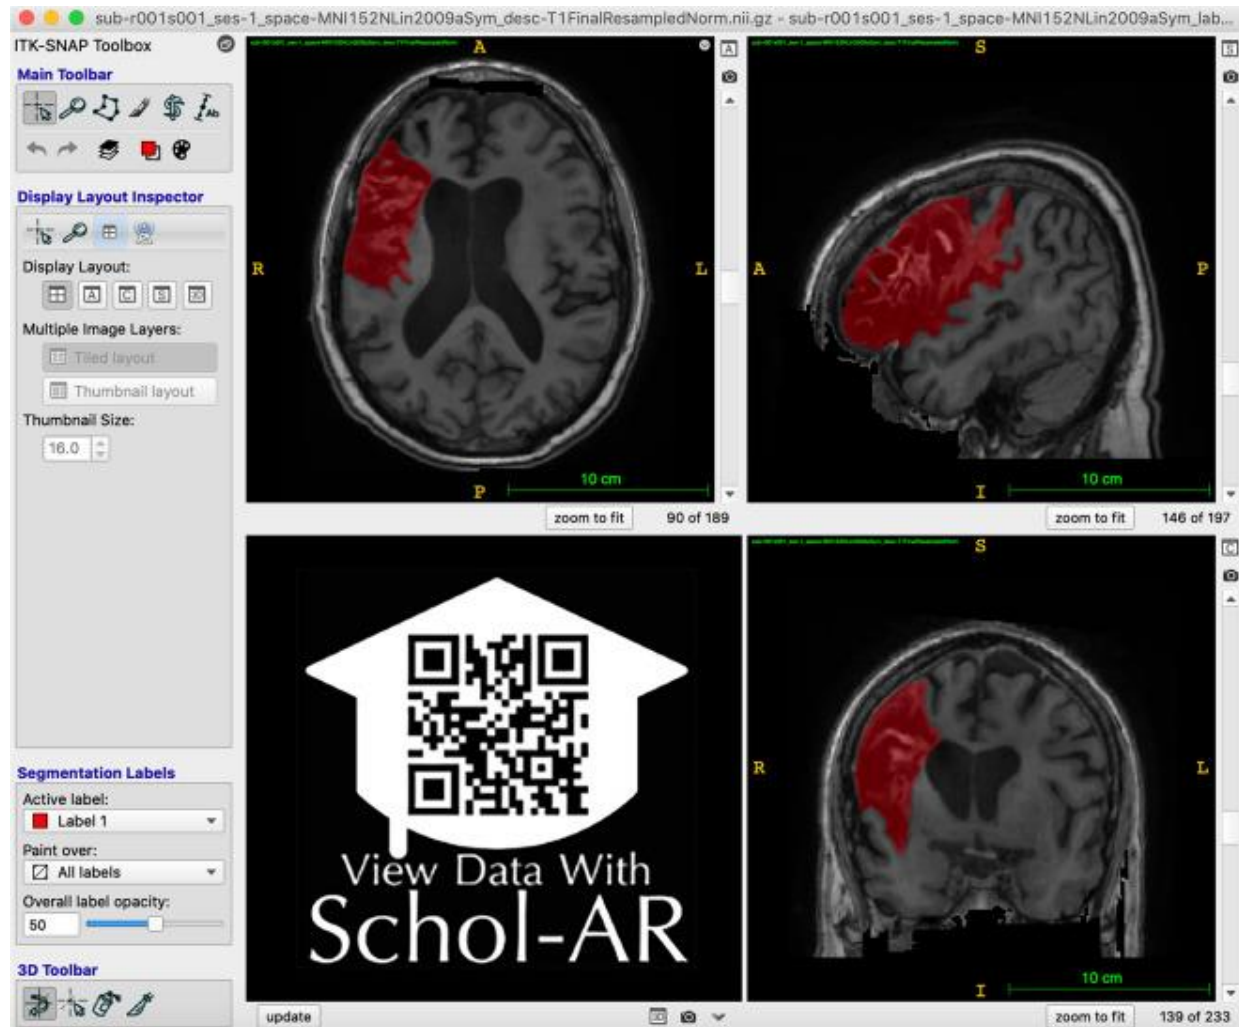 sub-r001s001_ses-1_space-MNI152NLin2009aSym_desc-T1FinalResampledNorm.nii.gz - sub-r001s001_ses-1_space-MNI152NLin2009aSym_lab...
ITK-SNAP Toolbox
Main Toolbar
Display Layout Inspector
Display Layout:
A
C
S
3D
Multiple Image Layers:
Tiled layout
Thumbnail layout
Thumbnail Size:
16.0
Segmentation Labels
Active label:
Label 1
Paint over:
All labels
Overall label opacity:
50
3D Toolbar
A
R
L
P
10 cm
A
zoom to fit
90 of 189
S
A
P
I
10 cm
S
zoom to fit
146 of 197
View Data With
Schol-AR
update
S
R
L
I
10 cm
C
zoom to fit
139 of 233